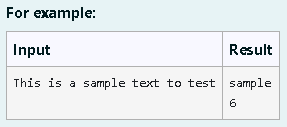 For example:
Input Result
This is a sample text to test sample
6